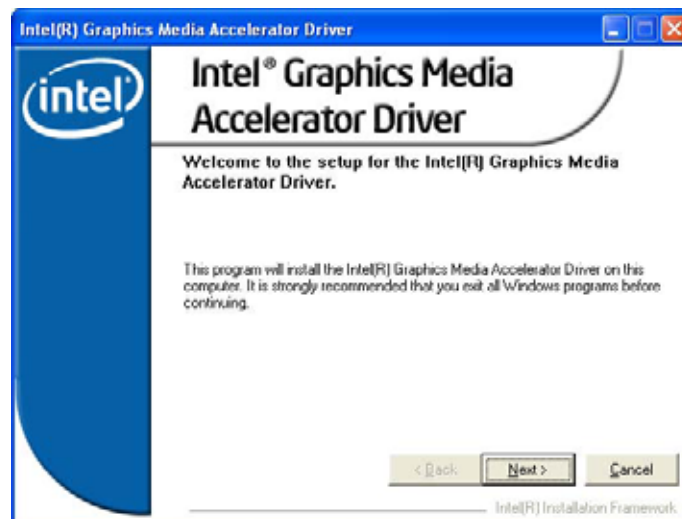 Intel(R) Graphics Media Accelerator Driver
intel
Intel® Graphics Media
Accelerator Driver
Welcome to the setup for the Intel(R) Graphics Media
Accelerator Driver.
This program will install the Intel(R) Graphics Media Accelerator Driver on this
computer. It is strongly recommended that you exit all Windows programs before
continuing.
< Back Next > Cancel
Intel(R) Installation Framework